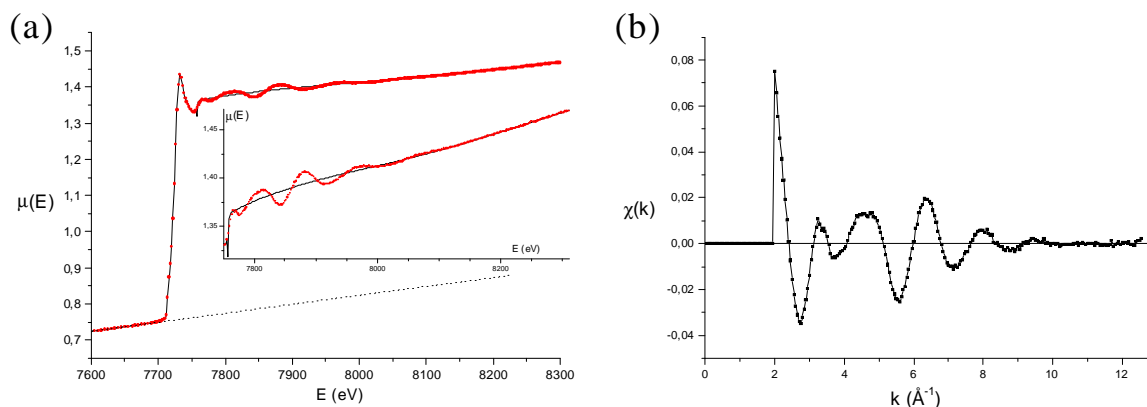 (a)
1,5
1,4
1,3
1,2
1,1
1,0
0,9
0,8
0,7
μ(E)
7600 7700 7800 7900 8000 8100 8200 8300
E (eV)
μ(E)
1,45
1,40
1,35
7800 8000 8200
E (eV)
(b)
0,08
0,06
0,04
0,02
0,00
-0,02
-0,04
χ(k)
0 2 4 6 8 10 12
k (Å⁻¹)